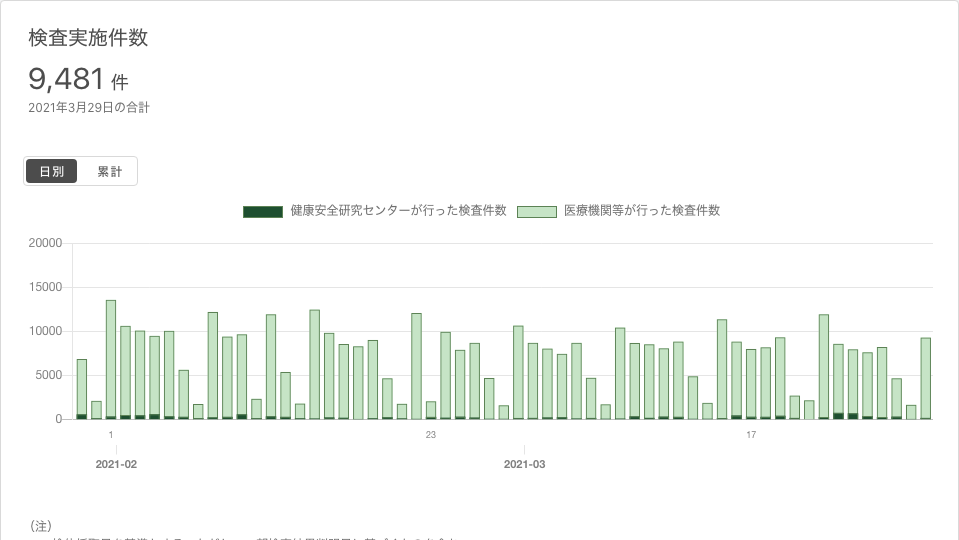 検査実施件数
9,481 件
2021年3月29日の合計
日別 累計
健康安全研究センターが行った検査件数 医療機関等が行った検査件数
20000
15000
10000
5000
0
1 23 17
2021-02 2021-03
（注）